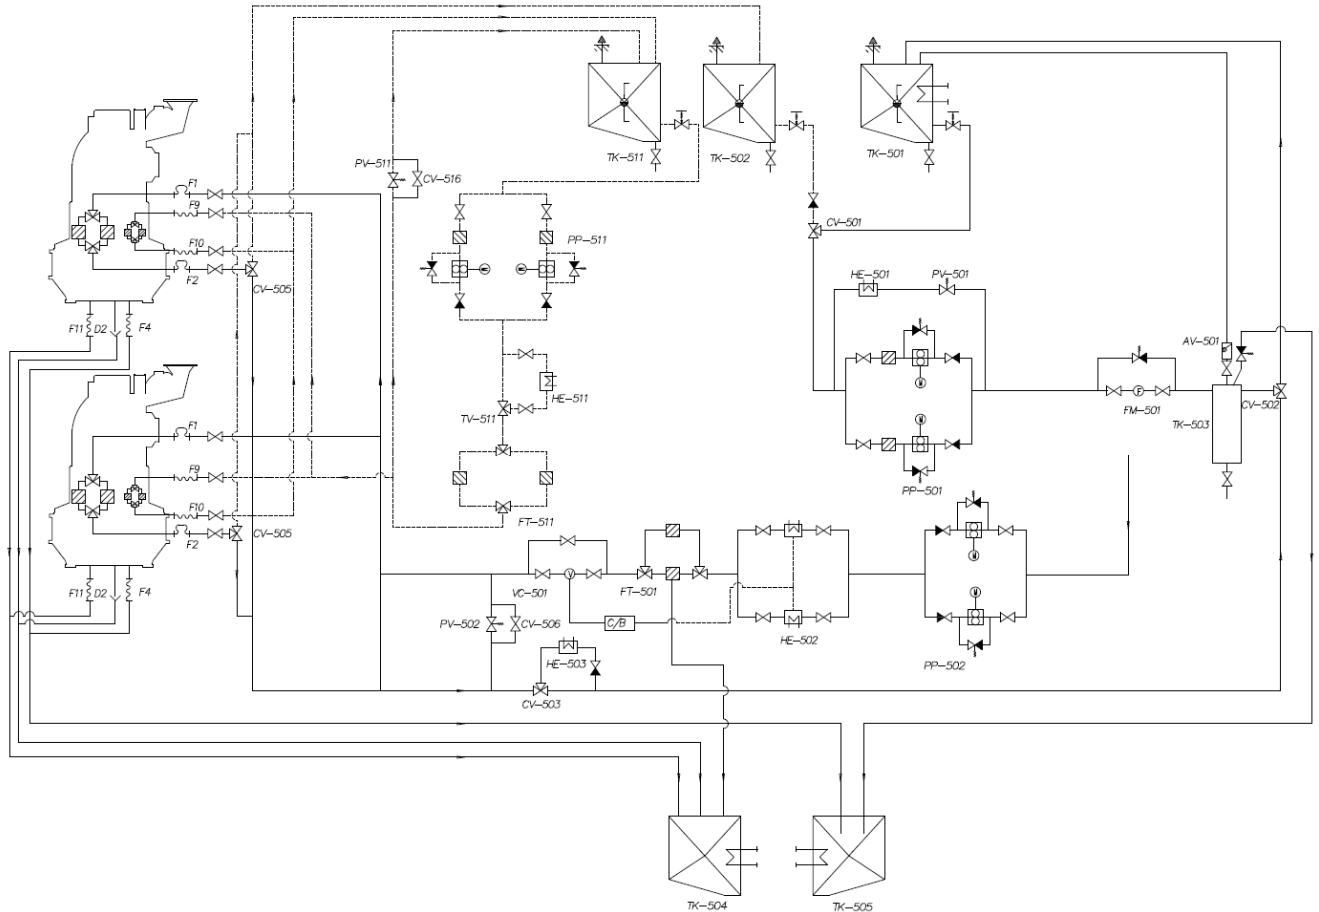 TK-511
TK-502
TK-501
PV-511
CV-516
F1
F9
F10
F2
CV-505
CV-501
PP-511
HE-501
PV-501
F11
D2
F4
AV-501
HE-511
TV-511
FM-501
CV-502
TK-503
F1
F9
PP-501
F10
F2
CV-505
FT-511
F11
D2
F4
VC-501
V
FT-501
F
M
M
M
M
PV-502
CV-506
C/B
HE-502
PP-502
HE-503
CV-503
TK-504
TK-505